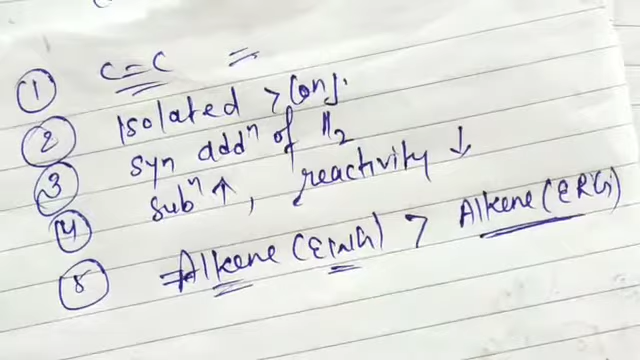 ① C=C =
② Isolated > Conj.
③ syn addⁿ of H₂
④ subⁿ ↑, reactivity ↓
⑤ Alkene (EWG) > Alkene (ERG)